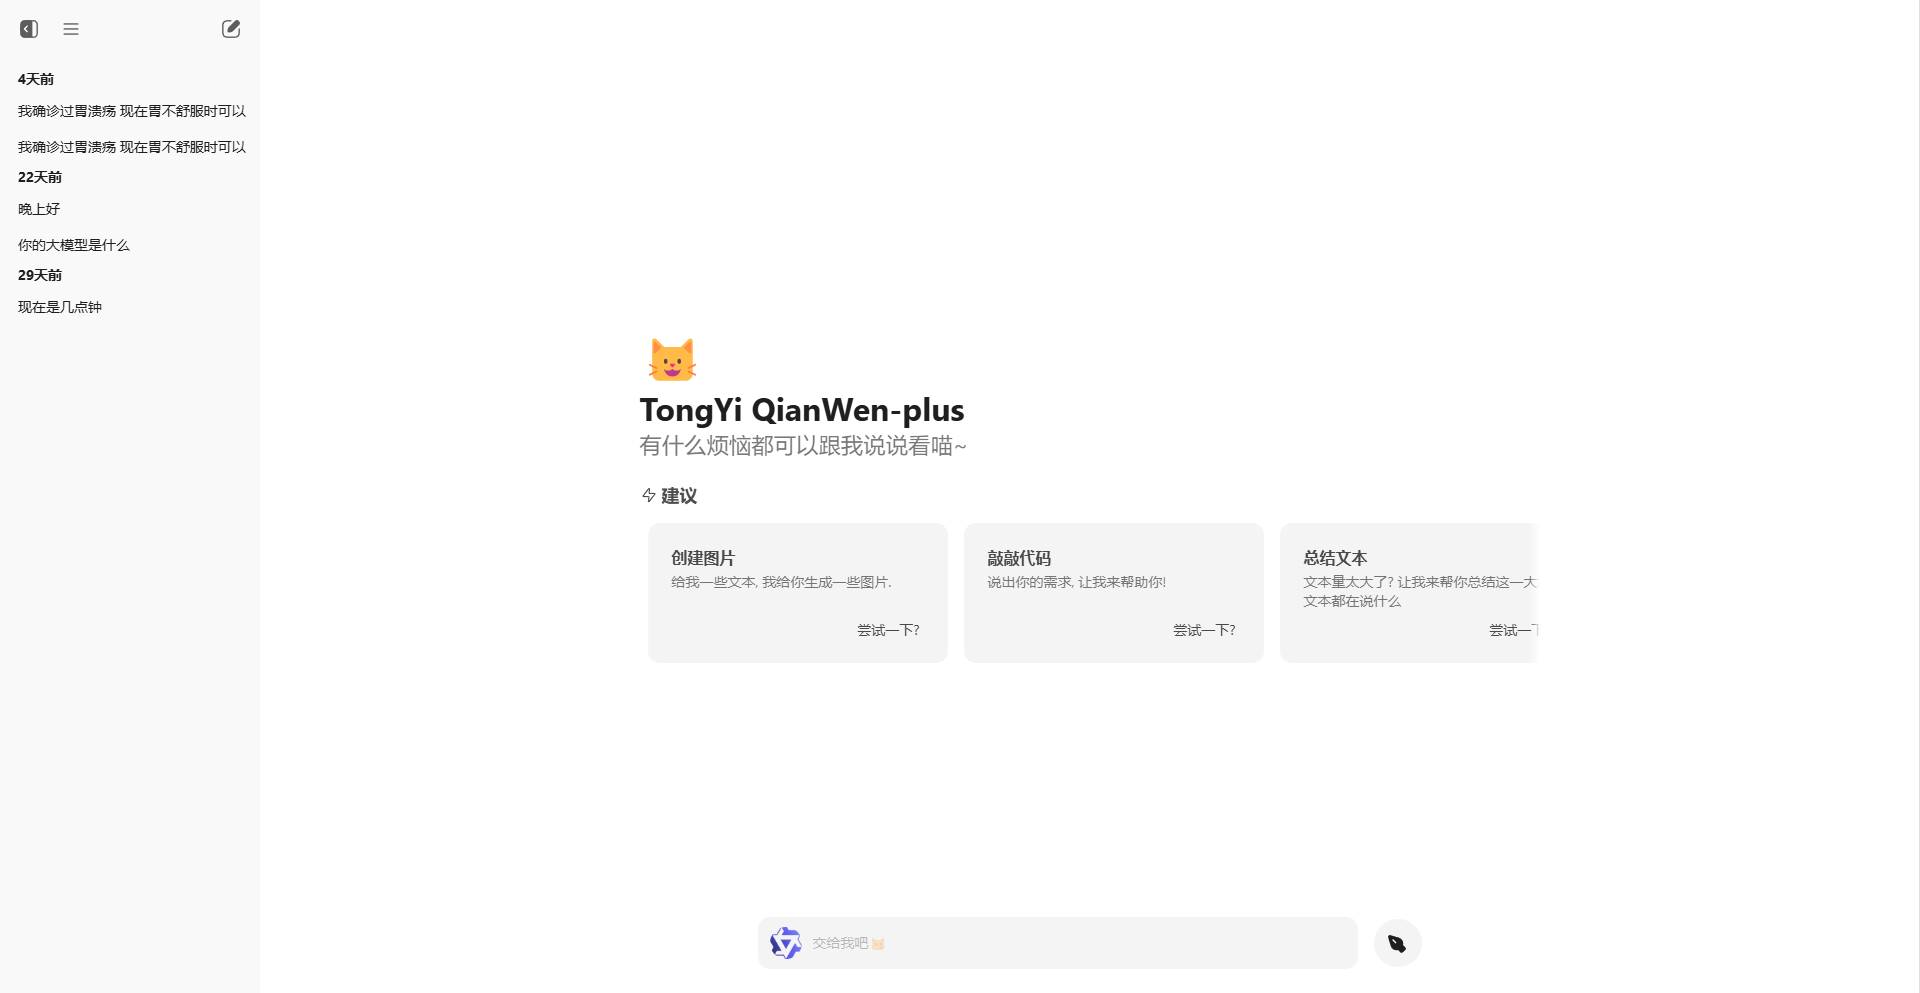 4天前
我确诊过胃溃疡 现在胃不舒服时可以
我确诊过胃溃疡 现在胃不舒服时可以
22天前
晚上好
你的大模型是什么
29天前
现在是几点钟
TongYi QianWen-plus
有什么烦恼都可以跟我说说看喵~
建议
创建图片
给我一些文本, 我给你生成一些图片.
尝试一下?
敲敲代码
说出你的需求, 让我来帮助你!
尝试一下?
总结文本
文本量太大了? 让我来帮你总结这一大
文本都在说什么
尝试一下
交给我吧